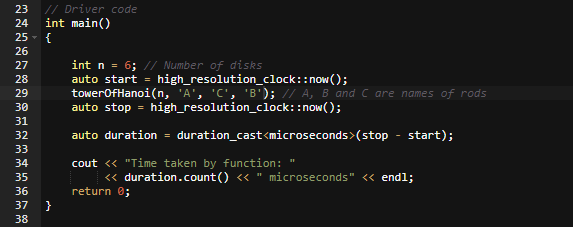 23 // Driver code
24 int main()
25 {
26
27 int n = 6; // Number of disks
28 auto start = high_resolution_clock::now();
29 towerOfHanoi(n, 'A', 'C', 'B'); // A, B and C are names of rods
30 auto stop = high_resolution_clock::now();
31
32 auto duration = duration_cast<microseconds>(stop - start);
33
34 cout << "Time taken by function: "
35 << duration.count() << " microseconds" << endl;
36 return 0;
37 }
38